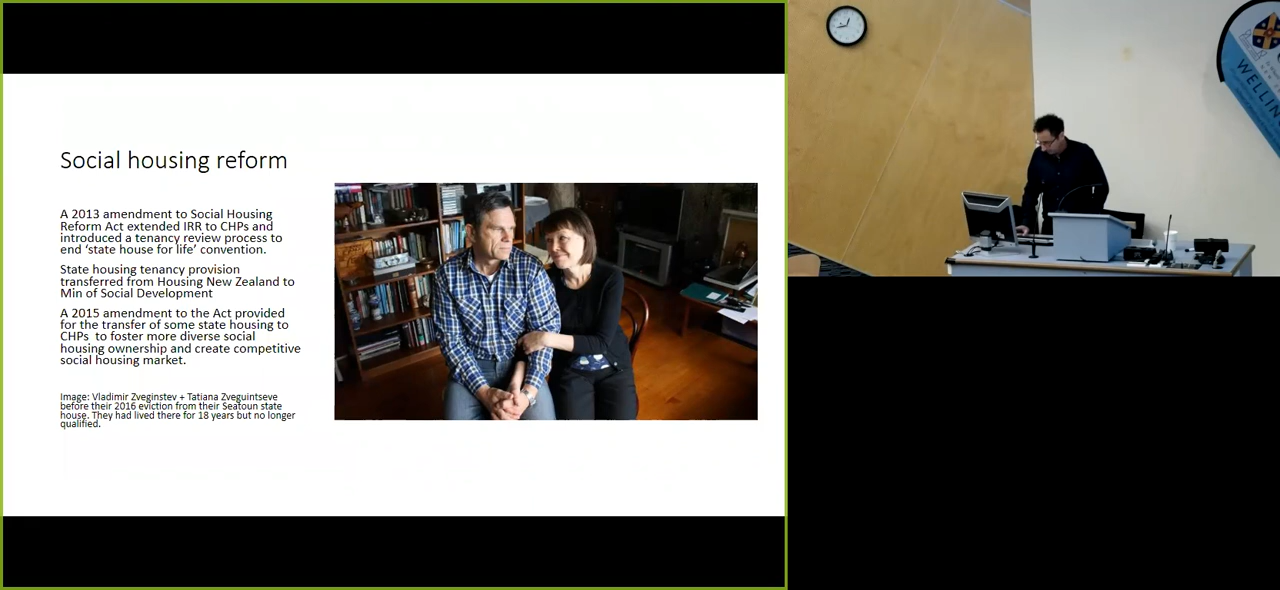 Social housing reform
A 2013 amendment to Social Housing
Reform Act extended IRR to CHPs and
introduced a tenancy review process to
end ‘state house for life’ convention.
State housing tenancy provision
transferred from Housing New Zealand to
Min of Social Development
A 2015 amendment to the Act provided
for the transfer of some state housing to
CHPs to foster more diverse social
housing ownership and create competitive
social housing market.
Image: Vladimir Zveginstev + Tatiana Zveguintseve
before their 2016 eviction from their Seatoun state
house. They had lived there for 18 years but no longer
qualified.